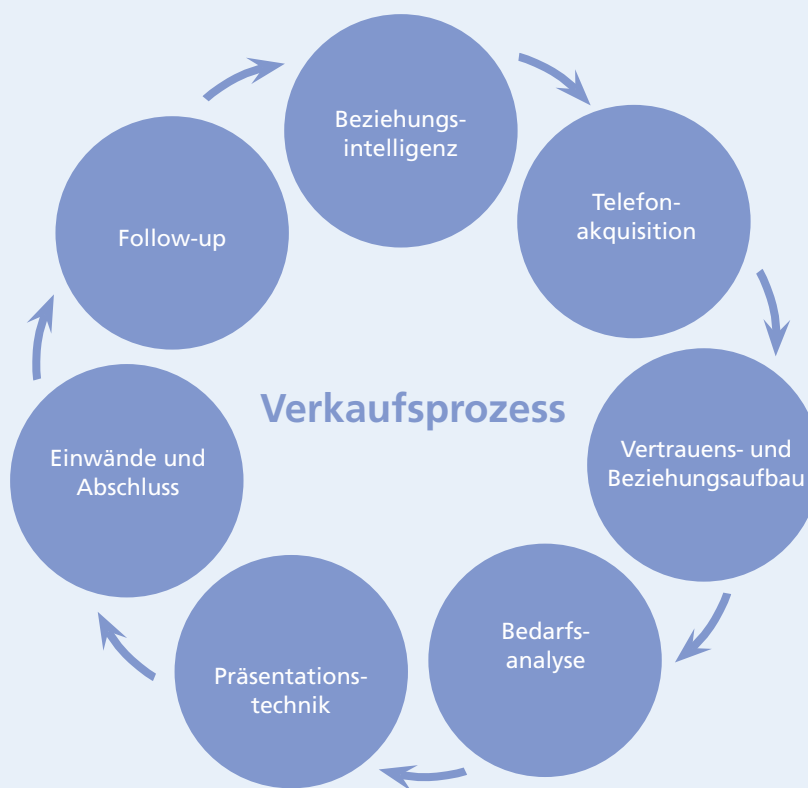 Beziehungs-
intelligenz
Telefon-
akquisition
Follow-up
Verkaufsprozess
Vertrauens- und
Beziehungsaufbau
Einwände und
Abschluss
Bedarfs-
analyse
Präsentations-
technik